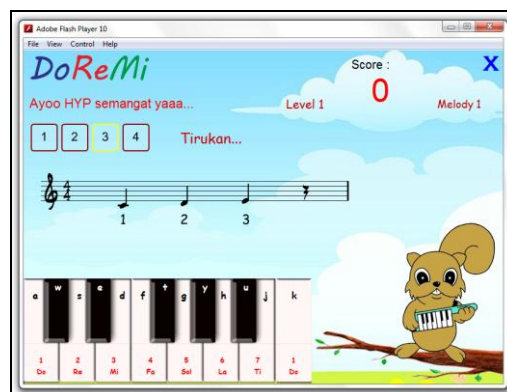 Adobe Flash Player 10
File View Control Help
DoReMi
Score :
0
X
Ayoo HYP semangat yaaa...
Level 1
Melody 1
1 2 3 4
Tirukan...
4
4
1 2 3
w e t y u
a s d f g h j k
1 2 3 4 5 6 7 1
Do Re Mi Fa Sol La Ti Do